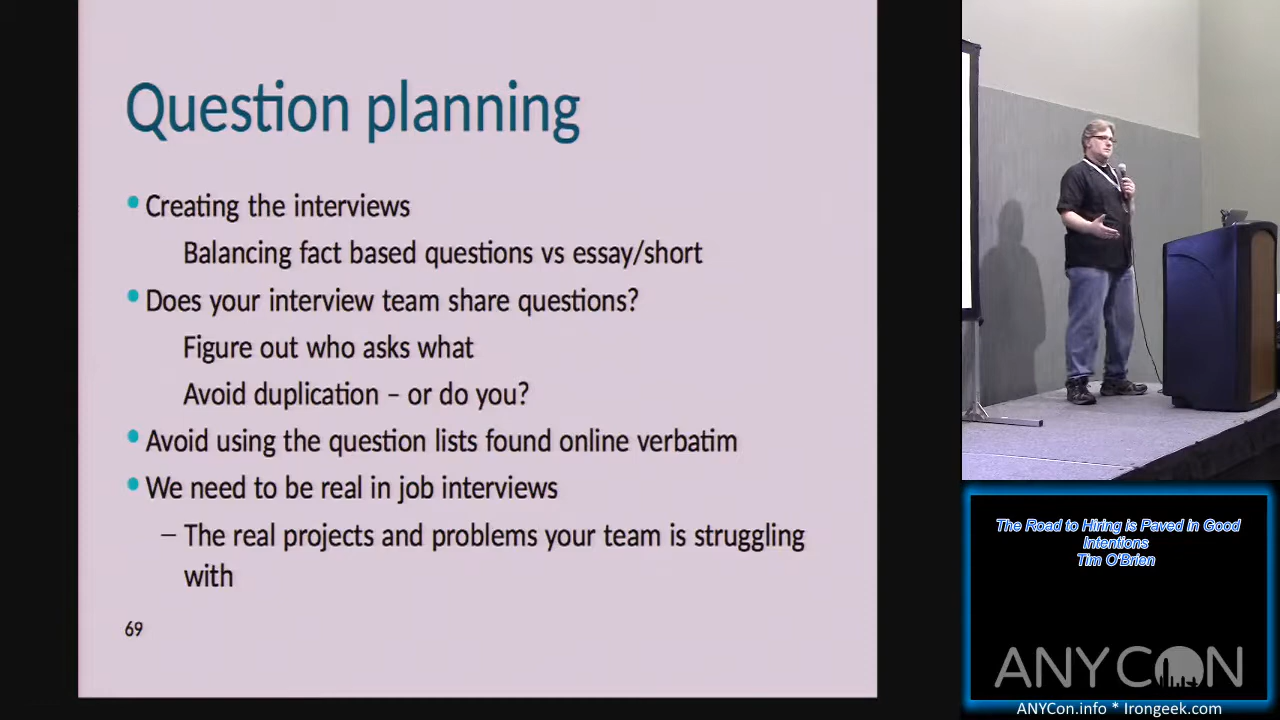 Question planning
• Creating the interviews
Balancing fact based questions vs essay/short
• Does your interview team share questions?
Figure out who asks what
Avoid duplication – or do you?
• Avoid using the question lists found online verbatim
• We need to be real in job interviews
– The real projects and problems your team is struggling
with
69
The Road to Hiring is Paved in Good
Intentions
Tim O'Brien
ANYCON
ANYCon.info * Irongeek.com